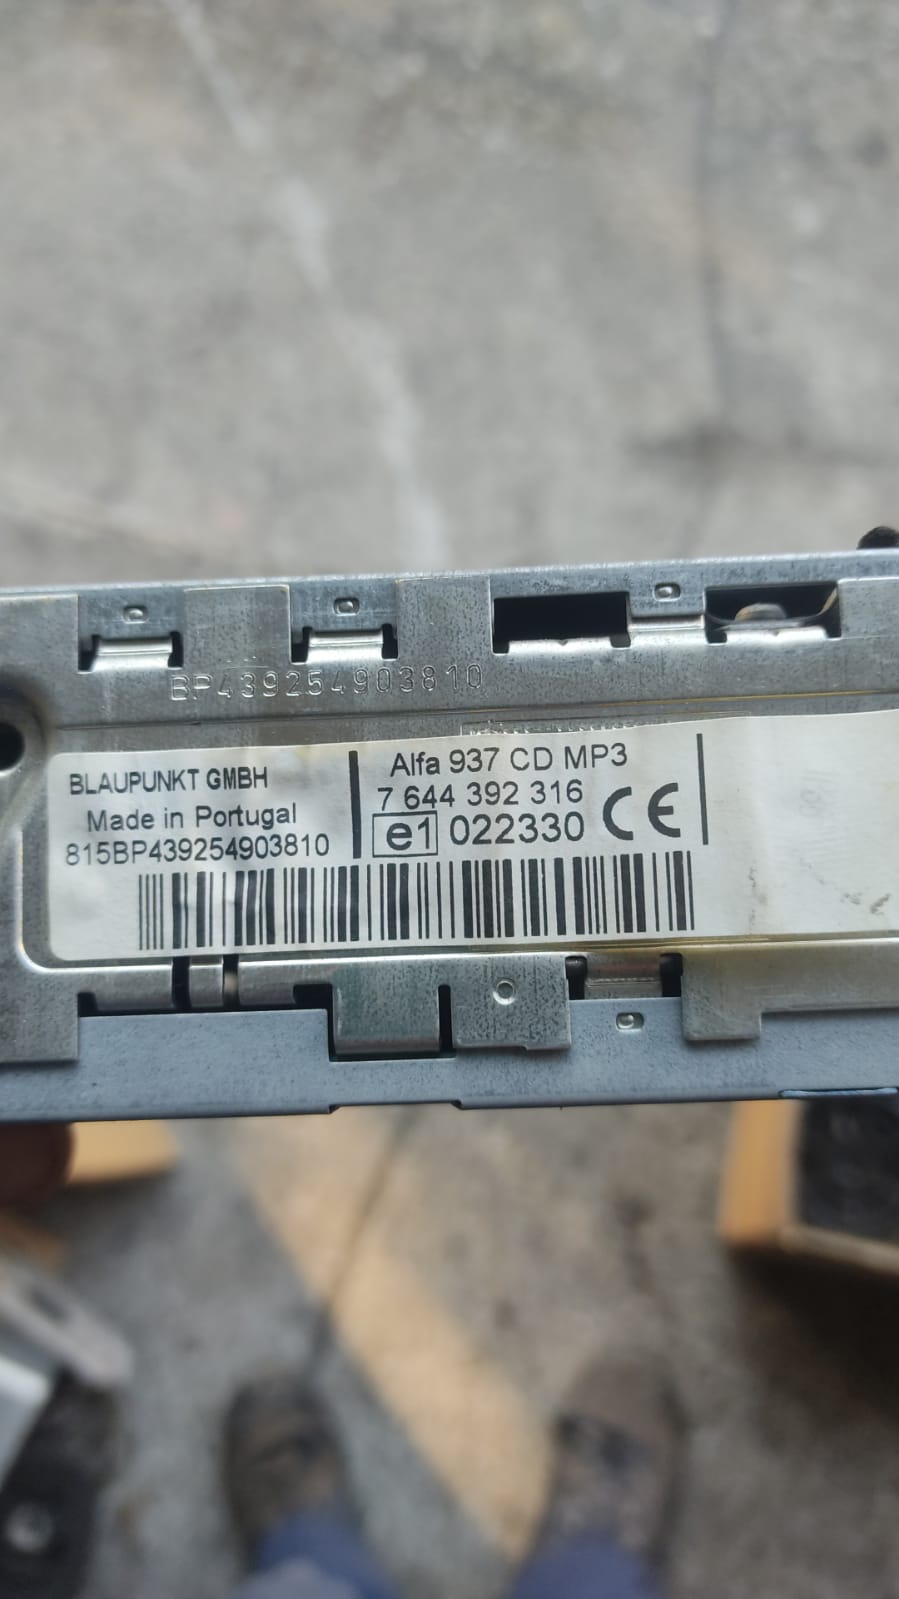 BP439254903810
BLAUPUNKT GMBH
Made in Portugal
815BP439254903810
Alfa 937 CD MP3
7 644 392 316
e1 022330 CE